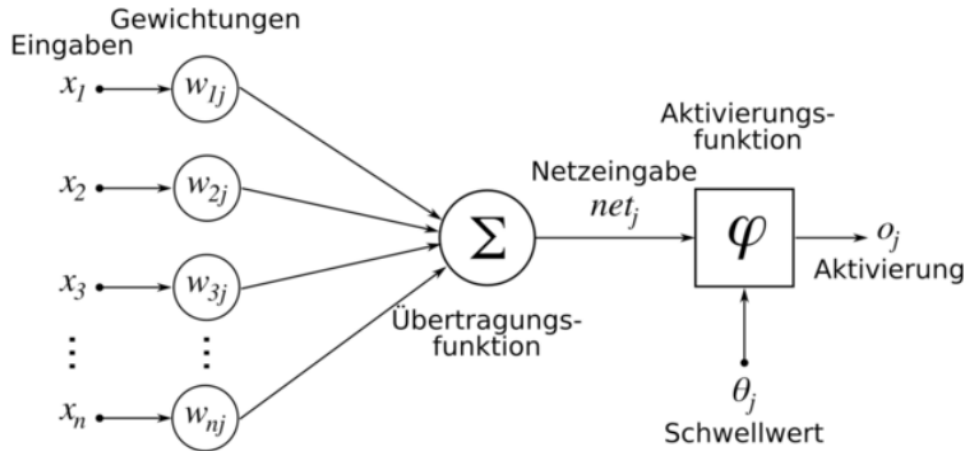 Gewichtungen
Eingaben
x1
w1j
x2
w2j
x3
w3j
⋮ ⋮
xn
wnj
Σ
Übertragungs-
funktion
Netzeingabe
netj
Aktivierungs-
funktion
φ
oj
Aktivierung
θj
Schwellwert